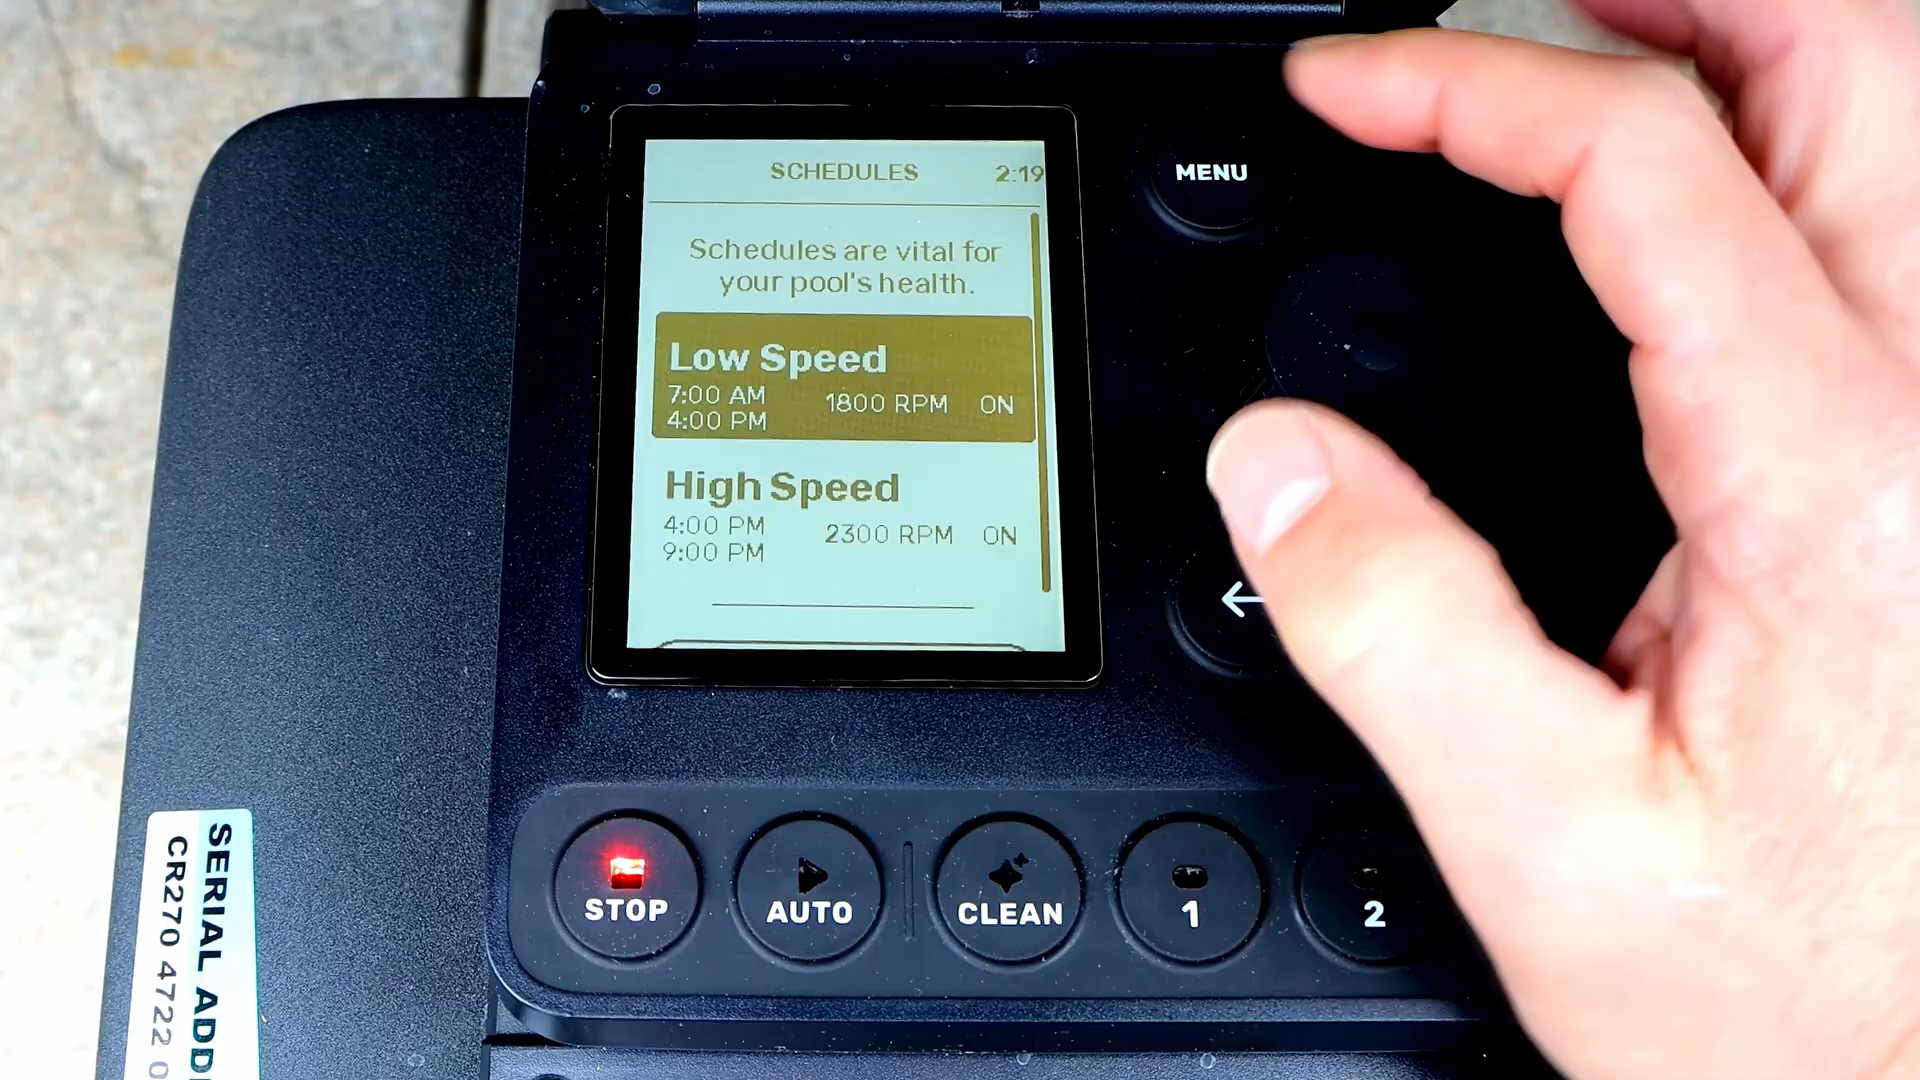 SCHEDULES 2:19
Schedules are vital for
your pool's health.
Low Speed
7:00 AM
4:00 PM
1800 RPM ON
High Speed
4:00 PM
9:00 PM
2300 RPM ON
MENU
STOP
AUTO
CLEAN
1
2
SERIAL
CR270 4722